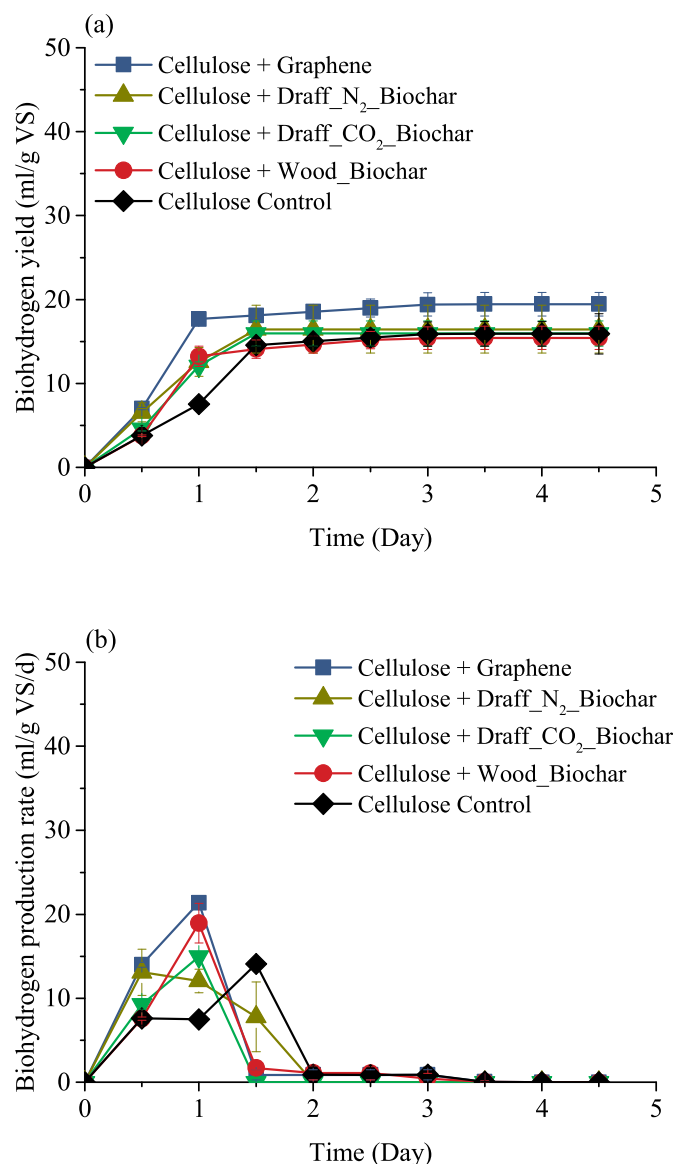 (a)
50
40
30
20
10
0
Biohydrogen yield (ml/g VS)
Cellulose + Graphene
Cellulose + Draff_N₂_Biochar
Cellulose + Draff_CO₂_Biochar
Cellulose + Wood_Biochar
Cellulose Control
0 1 2 3 4 5
Time (Day)
(b)
50
40
30
20
10
0
Biohydrogen production rate (ml/g VS/d)
Cellulose + Graphene
Cellulose + Draff_N₂_Biochar
Cellulose + Draff_CO₂_Biochar
Cellulose + Wood_Biochar
Cellulose Control
0 1 2 3 4 5
Time (Day)